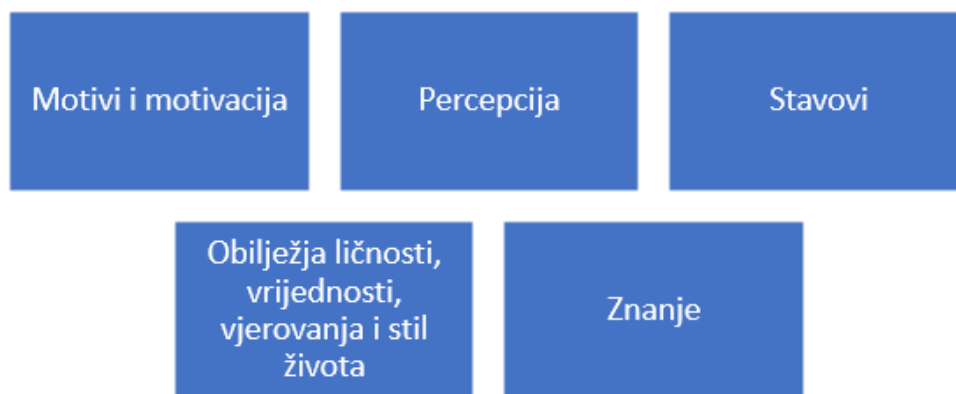 Motivi i motivacija
Percepcija
Stavovi
Obilježja ličnosti,
vrijednosti,
vjerovanja i stil
života
Znanje